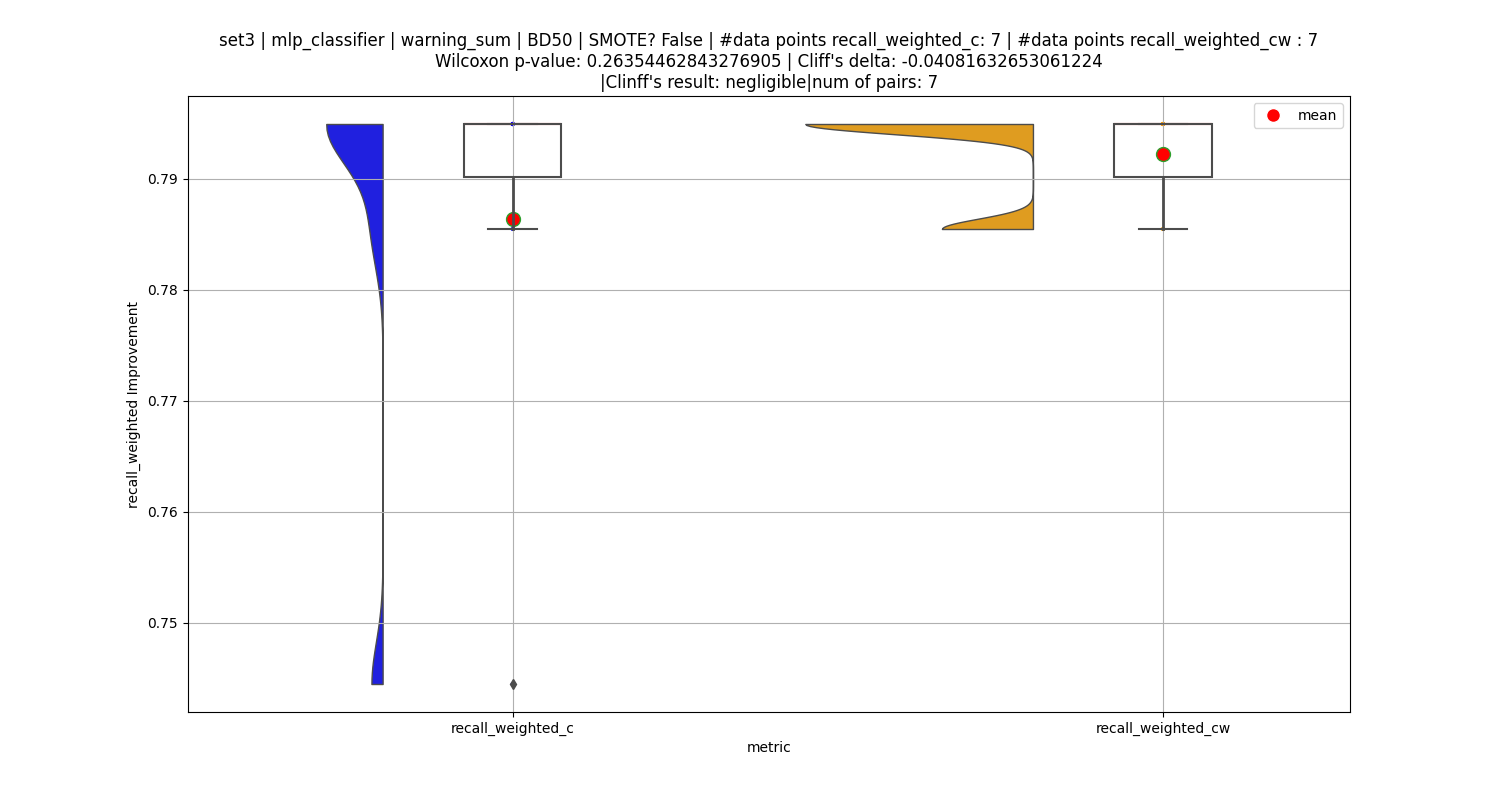 set3 | mlp_classifier | warning_sum | BD50 | SMOTE? False | #data points recall_weighted_c: 7 | #data points recall_weighted_cw : 7
Wilcoxon p-value: 0.26354462843276905 | Cliff's delta: -0.04081632653061224
|Clinff's result: negligible|num of pairs: 7
mean
0.79
0.78
0.77
0.76
0.75
recall_weighted Improvement
recall_weighted_c
recall_weighted_cw
metric